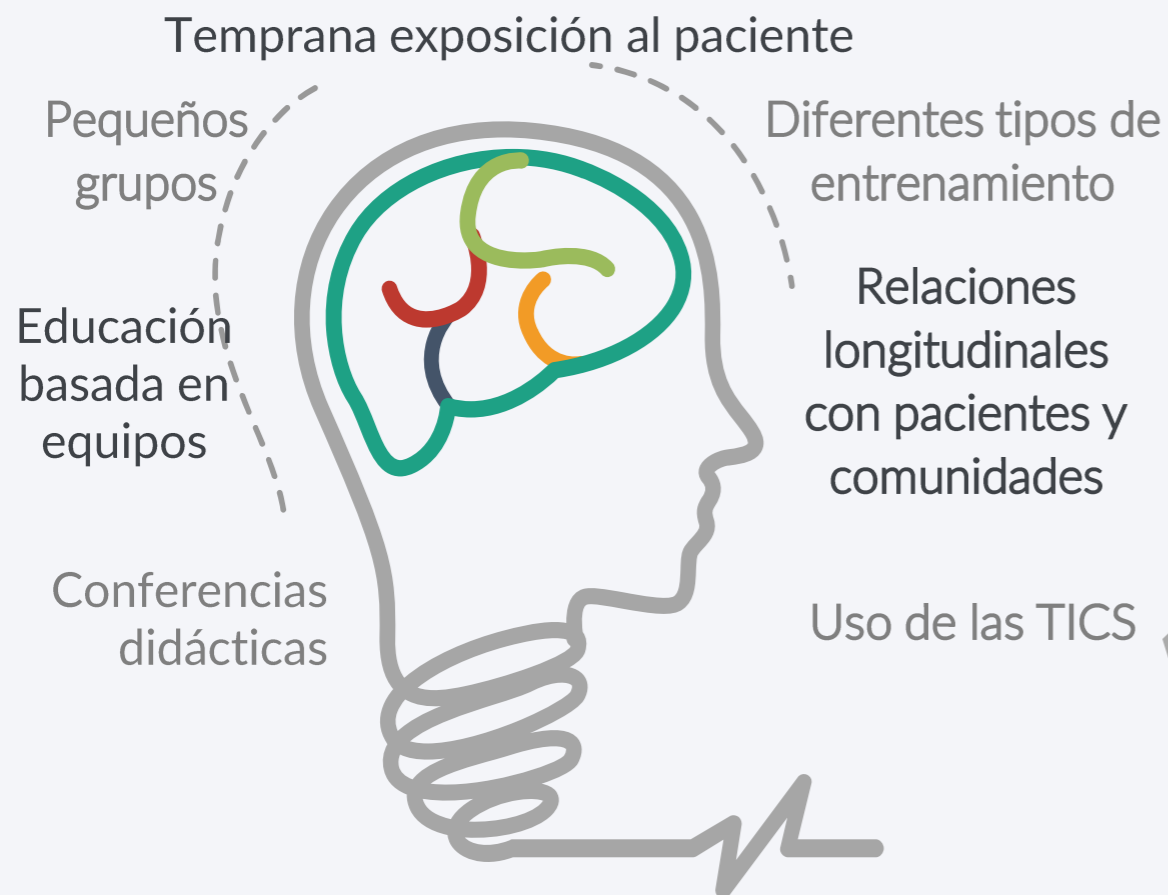 Temprana exposición al paciente
Pequeños
grupos
Diferentes tipos de
entrenamiento
Educación
basada en
equipos
Relaciones
longitudinales
con pacientes y
comunidades
Conferencias
didácticas
Uso de las TICS